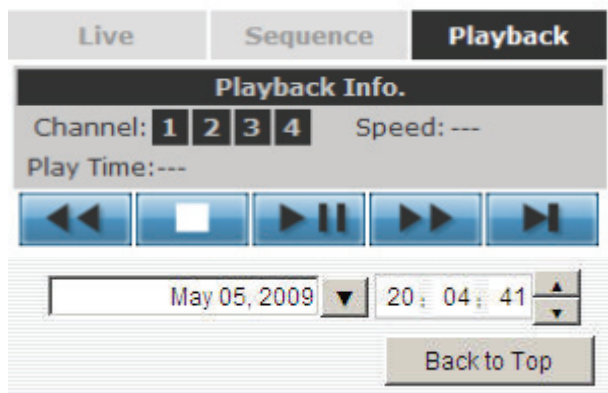 Live Sequence Playback
Playback Info.
Channel: 1 2 3 4 Speed: ---
Play Time:---
May 05, 2009 20: 04: 41
Back to Top